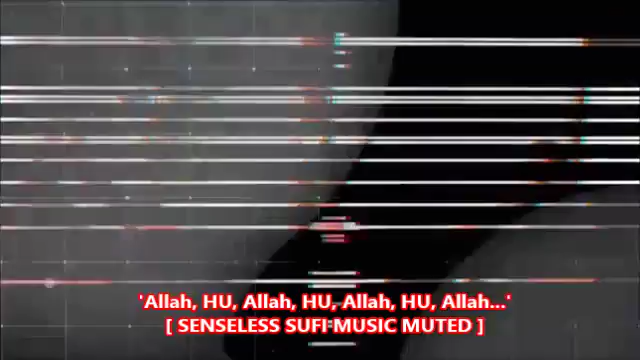 'Allah, HU, Allah, HU, Allah, HU, Allah...'
[ SENSELESS SUFI MUSIC MUTED ]